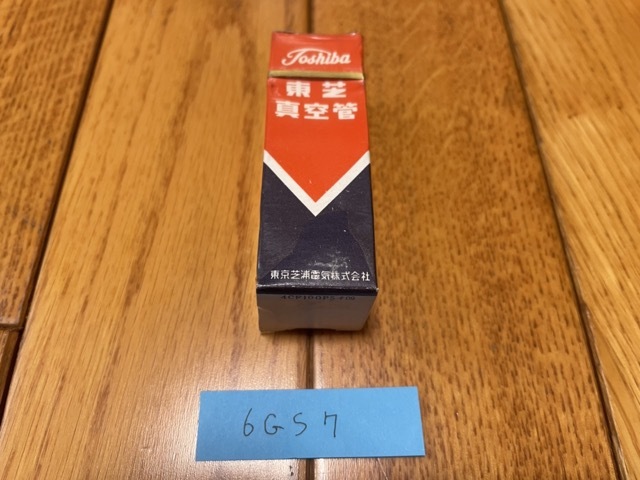 Toshiba
東芝
真空管
東京芝浦電気株式会社
6GS7